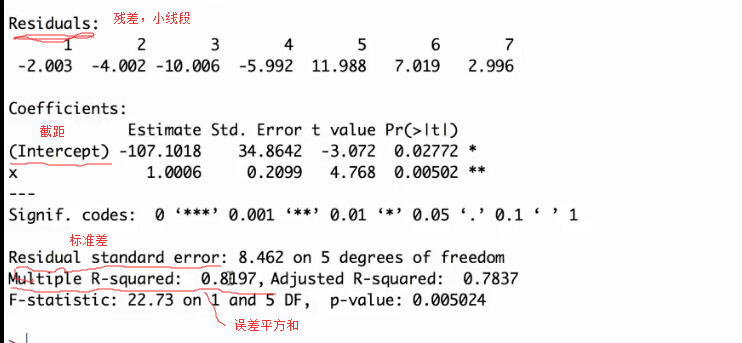 Residuals: 残差，小线段
1 2 3 4 5 6 7
-2.003 -4.002 -10.006 -5.992 11.988 7.019 2.996
Coefficients:
截距
Estimate Std. Error t value Pr(>|t|)
(Intercept) -107.1018 34.8642 -3.072 0.02772 *
x 1.0006 0.2099 4.768 0.00502 **
---
Signif. codes: 0 ‘***’ 0.001 ‘**’ 0.01 ‘*’ 0.05 ‘.’ 0.1 ‘ ’ 1
标准差
Residual standard error: 8.462 on 5 degrees of freedom
Multiple R-squared: 0.8197, Adjusted R-squared: 0.7837
F-statistic: 22.73 on 1 and 5 DF, p-value: 0.005024
误差平方和
>